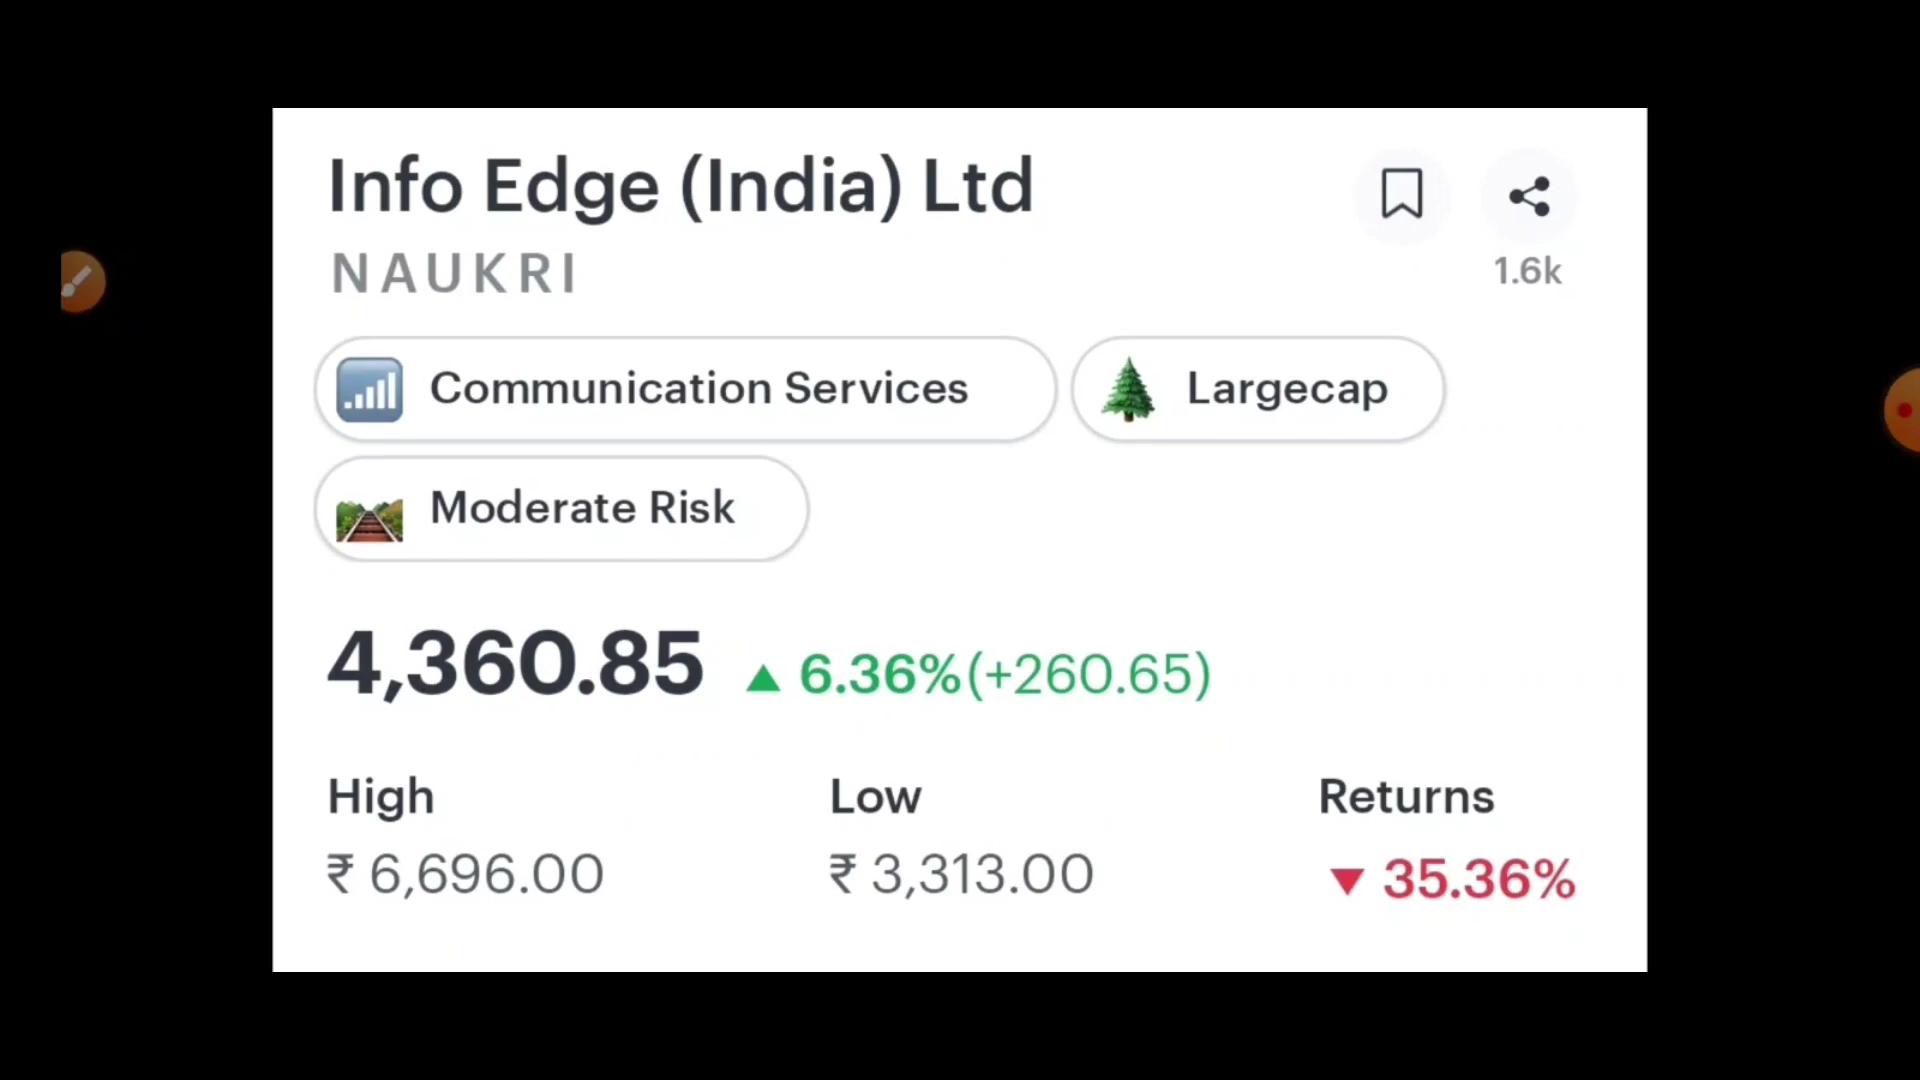 Info Edge (India) Ltd
NAUKRI
1.6k
Communication Services
Largecap
Moderate Risk
4,360.85 ▲ 6.36%(+260.65)
High Low Returns
₹ 6,696.00 ₹ 3,313.00 ▼ 35.36%